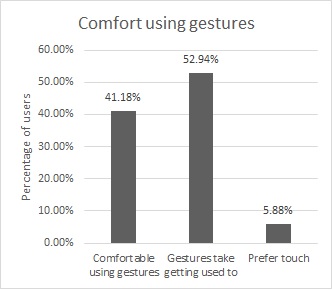 Comfort using gestures
60.00%
50.00%
40.00%
30.00%
20.00%
10.00%
0.00%
Percentage of users
41.18%
52.94%
5.88%
Comfortable
using gestures
Gestures take
getting used to
Prefer touch